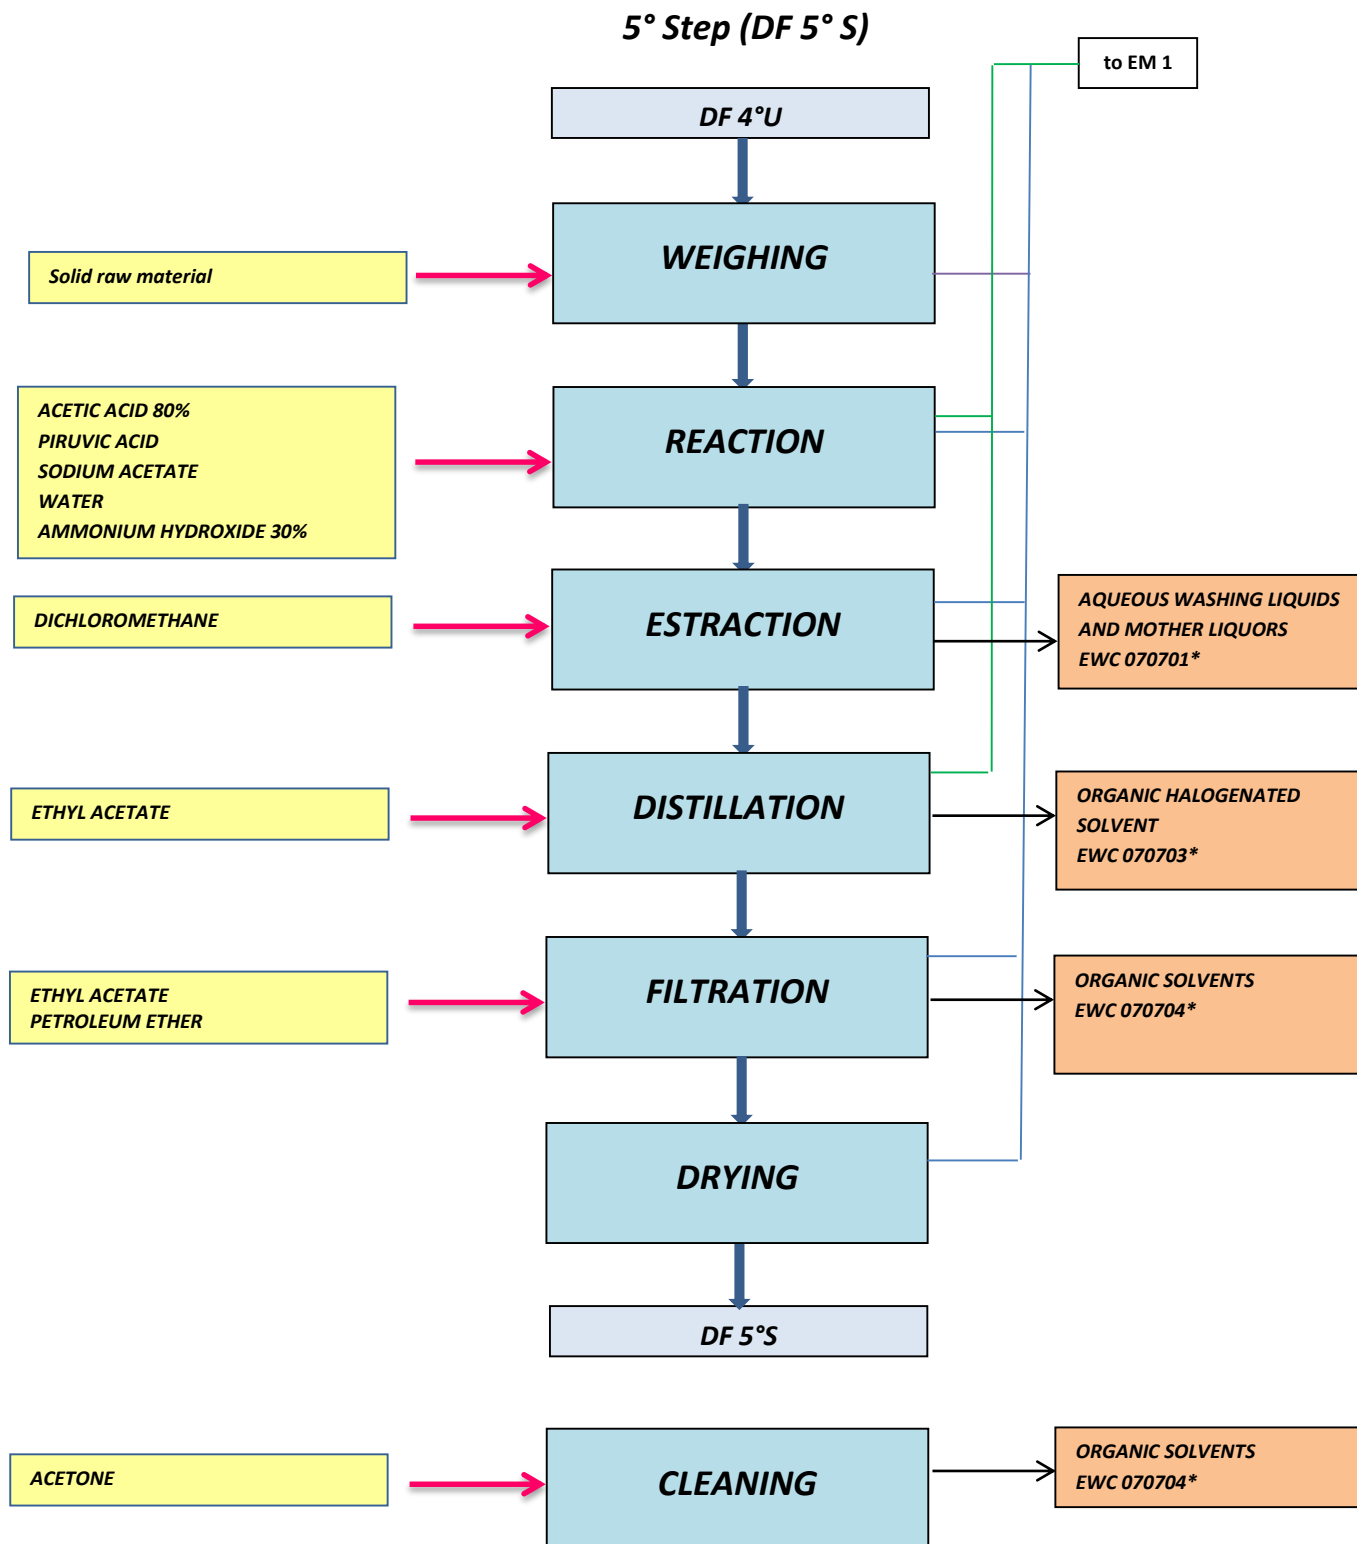 5° Step (DF 5° S)
to EM 1
DF 4°U
WEIGHING
Solid raw material
REACTION
ACETIC ACID 80%
PIRUVIC ACID
SODIUM ACETATE
WATER
AMMONIUM HYDROXIDE 30%
ESTRACTION
DICHLOROMETHANE
AQUEOUS WASHING LIQUIDS
AND MOTHER LIQUORS
EWC 070701*
DISTILLATION
ETHYL ACETATE
ORGANIC HALOGENATED
SOLVENT
EWC 070703*
FILTRATION
ETHYL ACETATE
PETROLEUM ETHER
ORGANIC SOLVENTS
EWC 070704*
DRYING
DF 5°S
CLEANING
ACETONE
ORGANIC SOLVENTS
EWC 070704*